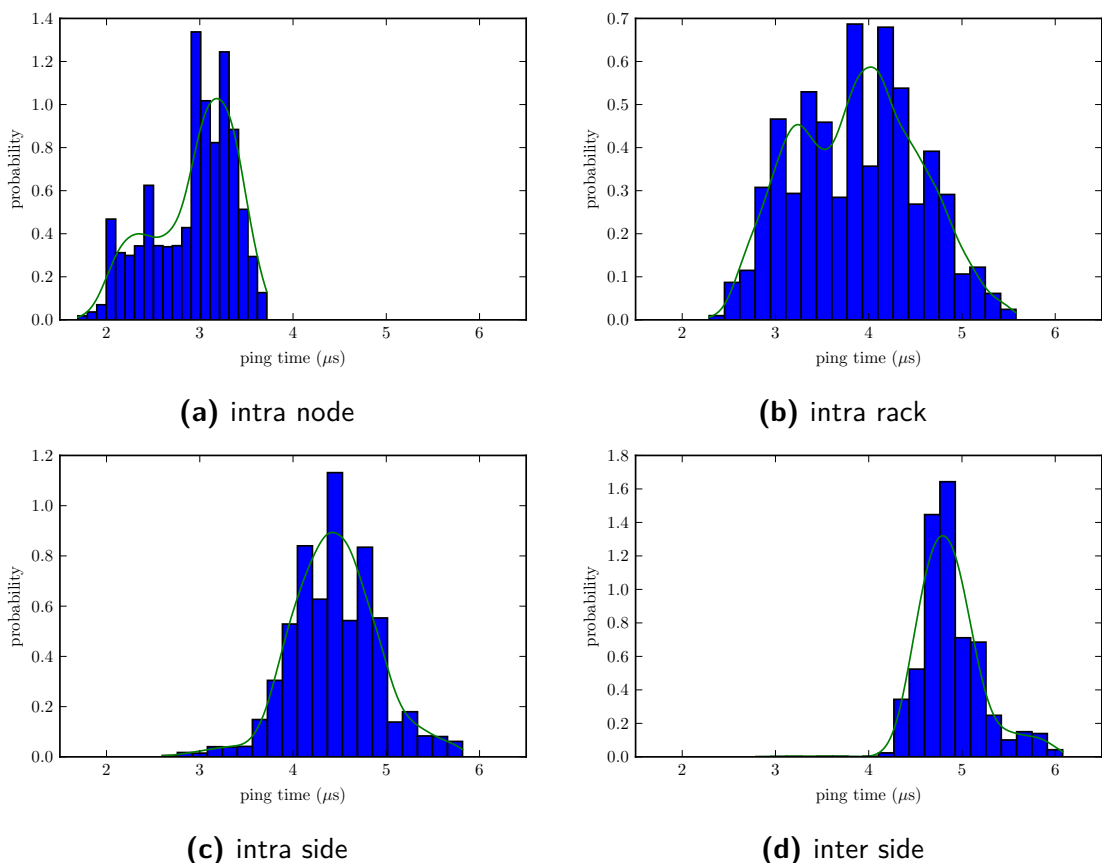 1.4
1.2
1.0
0.8
0.6
0.4
0.2
0.0
probability
2 3 4 5 6
ping time (μs)
(a) intra node
0.7
0.6
0.5
0.4
0.3
0.2
0.1
0.0
probability
2 3 4 5 6
ping time (μs)
(b) intra rack
1.2
1.0
0.8
0.6
0.4
0.2
0.0
probability
2 3 4 5 6
ping time (μs)
(c) intra side
1.8
1.6
1.4
1.2
1.0
0.8
0.6
0.4
0.2
0.0
probability
2 3 4 5 6
ping time (μs)
(d) inter side